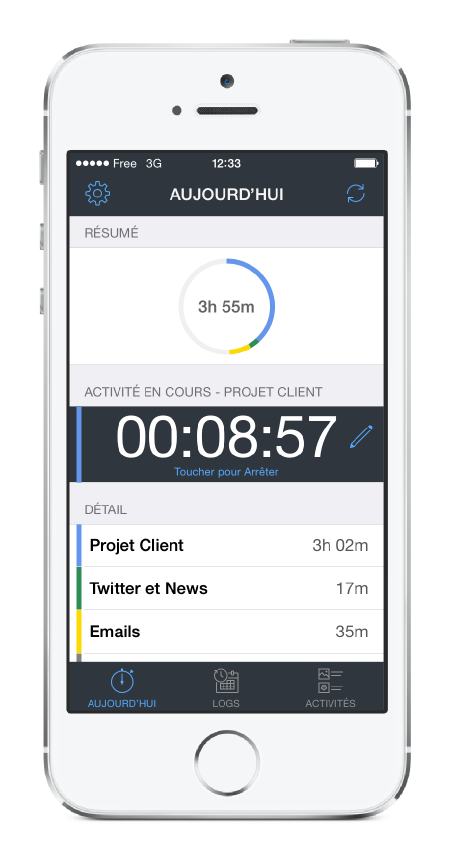 Free 3G 12:33
AUJOURD'HUI
RÉSUMÉ
3h 55m
ACTIVITÉ EN COURS - PROJET CLIENT
00:08:57
Toucher pour Arrêter
DÉTAIL
Projet Client 3h 02m
Twitter et News 17m
Emails 35m
AUJOURD'HUI LOGS ACTIVITÉS